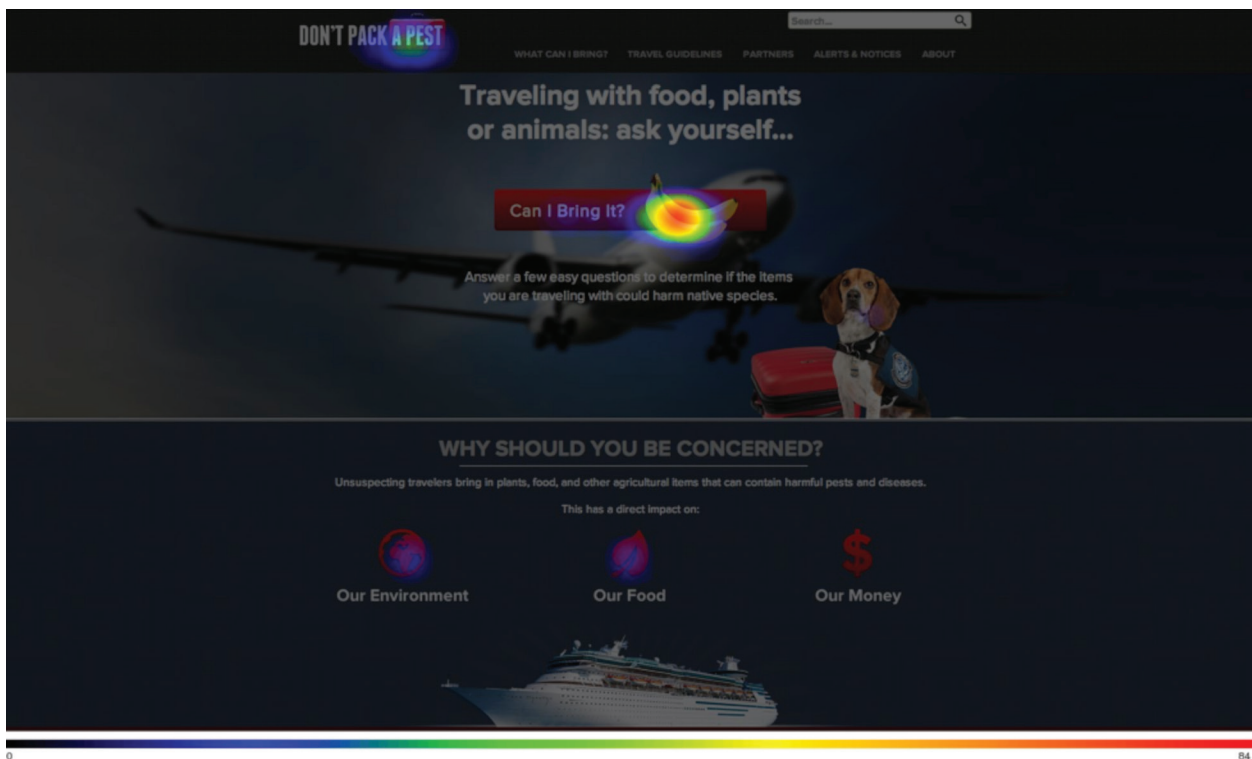 DON'T PACK A PEST
Search...
WHAT CAN I BRING? TRAVEL GUIDELINES PARTNERS ALERTS & NOTICES ABOUT
Traveling with food, plants
or animals: ask yourself...
Can I Bring It?
Answer a few easy questions to determine if the items
you are traveling with could harm native species.
WHY SHOULD YOU BE CONCERNED?
Unsuspecting travelers bring in plants, food, and other agricultural items that can contain harmful pests and diseases.
This has a direct impact on:
$
Our Environment Our Food Our Money
0 84